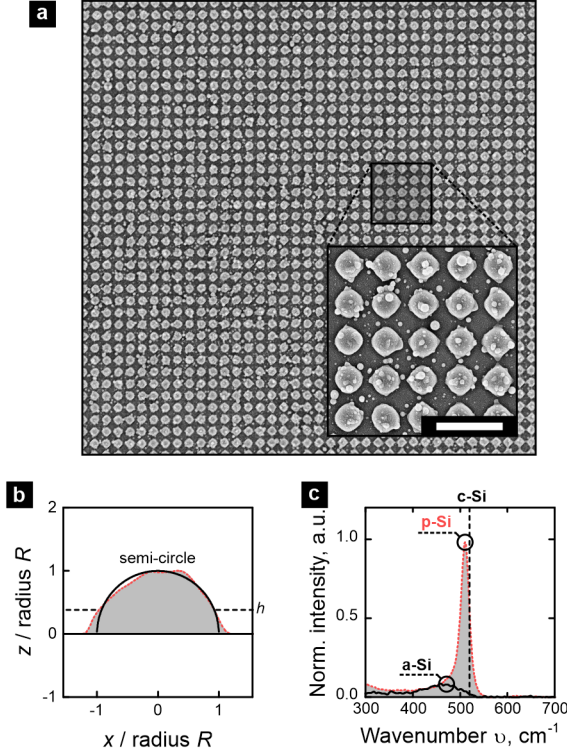 a
b
2
1
0
-1
z / radius R
semi-circle
h
-1
0
1
x / radius R
c
c-Si
p-Si
a-Si
1.0
0.5
0.0
Norm. intensity, a.u.
300
400
500
600
700
Wavenumber υ, cm⁻¹